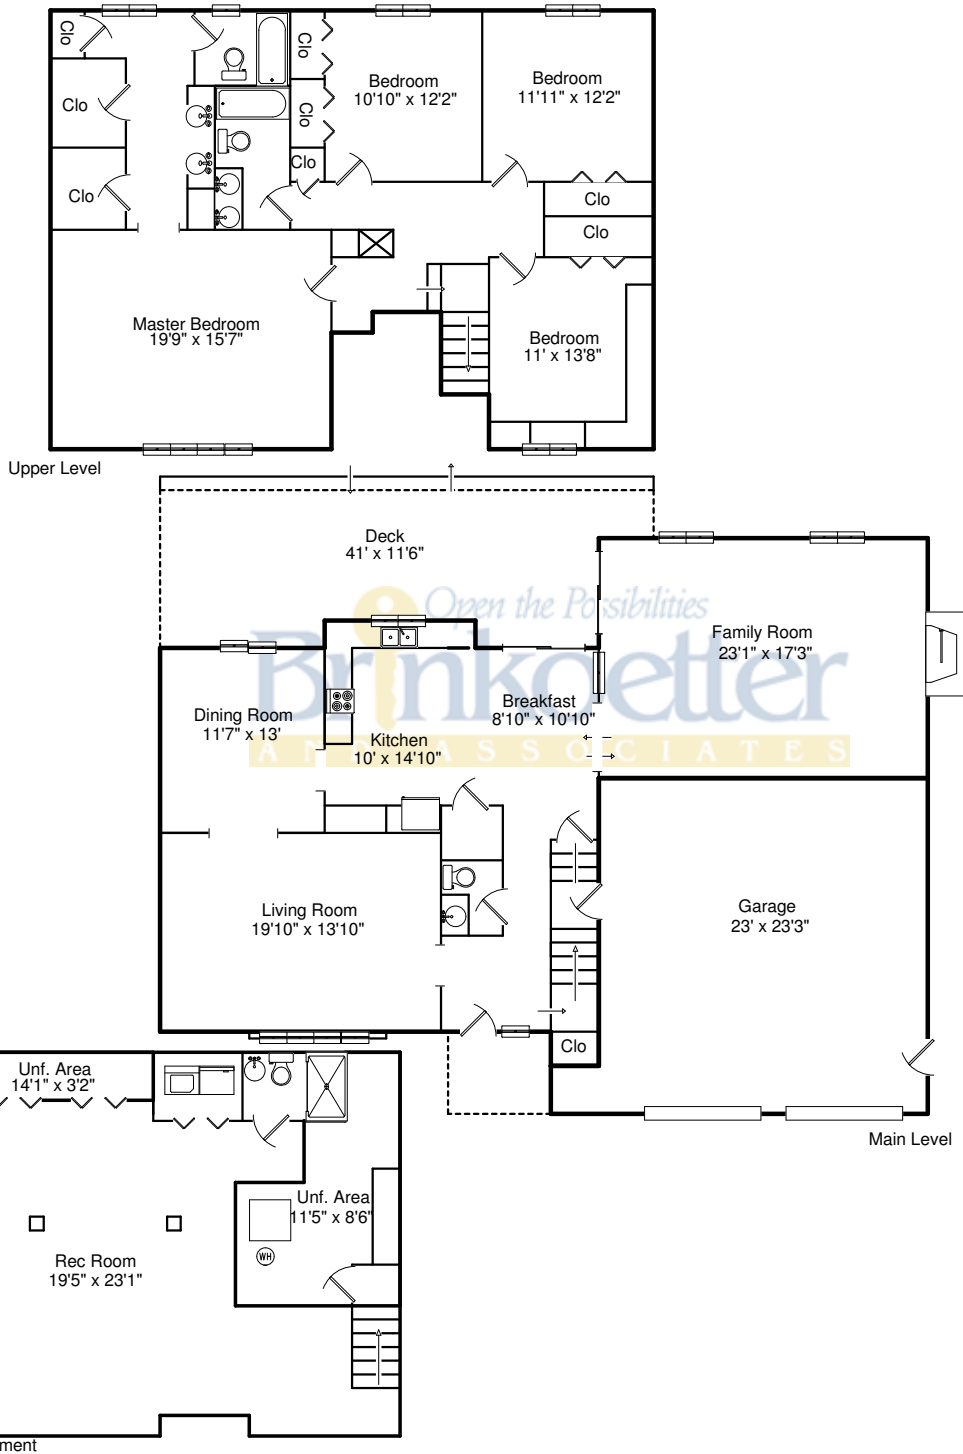 Clo
Clo
Clo
Clo
Clo
Clo
Bedroom
10'10" x 12'2"
Bedroom
11'11" x 12'2"
Clo
Clo
Master Bedroom
19'9" x 15'7"
Bedroom
11' x 13'8"
Upper Level
Deck
41' x 11'6"
Open the Possibilities
Brinkoetter
AND ASSOCIATES
Family Room
23'1" x 17'3"
Dining Room
11'7" x 13'
Kitchen
10' x 14'10"
Breakfast
8'10" x 10'10"
Living Room
19'10" x 13'10"
Garage
23' x 23'3"
Clo
Main Level
Unf. Area
14'1" x 3'2"
Unf. Area
11'5" x 8'6"
WH
Rec Room
19'5" x 23'1"
ment